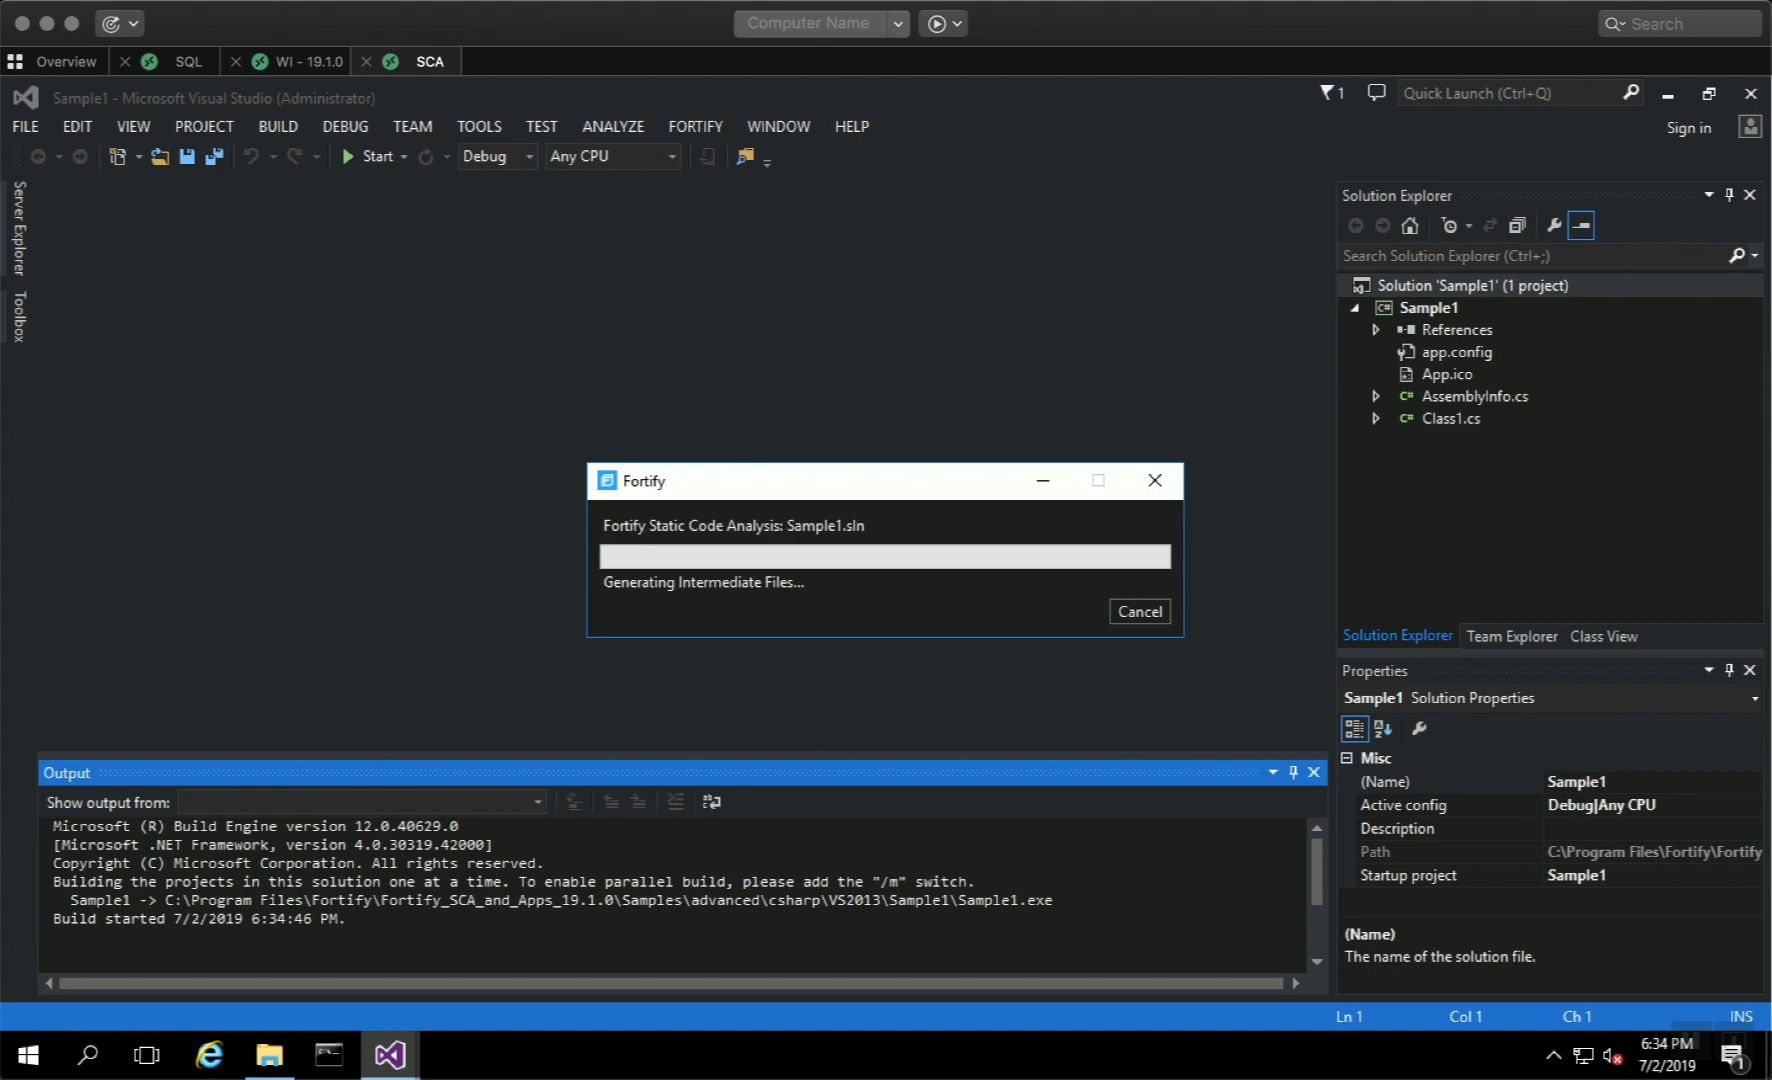 Computer Name
Search
Overview
SQL
WI - 19.1.0
SCA
Sample1 - Microsoft Visual Studio (Administrator)
1
Quick Launch (Ctrl+Q)
FILE EDIT VIEW PROJECT BUILD DEBUG TEAM TOOLS TEST ANALYZE FORTIFY WINDOW HELP
Sign in
Start
Debug
Any CPU
Server Explorer
Toolbox
Solution Explorer
Search Solution Explorer (Ctrl+;)
Solution 'Sample1' (1 project)
Sample1
References
app.config
App.ico
AssemblyInfo.cs
Class1.cs
Fortify
Fortify Static Code Analysis: Sample1.sln
Generating Intermediate Files...
Cancel
Solution Explorer Team Explorer Class View
Properties
Sample1 Solution Properties
Misc
(Name) Sample1
Active config Debug|Any CPU
Description
Path C:\Program Files\Fortify\Fortify
Startup project Sample1
(Name)
The name of the solution file.
Output
Show output from:
Microsoft (R) Build Engine version 12.0.40629.0
[Microsoft .NET Framework, version 4.0.30319.42000]
Copyright (C) Microsoft Corporation. All rights reserved.
Building the projects in this solution one at a time. To enable parallel build, please add the "/m" switch.
Sample1 -> C:\Program Files\Fortify\Fortify_SCA_and_Apps_19.1.0\Samples\advanced\csharp\VS2013\Sample1\Sample1.exe
Build started 7/2/2019 6:34:46 PM.
Ln 1 Col 1 Ch 1 INS
6:34 PM
7/2/2019
1